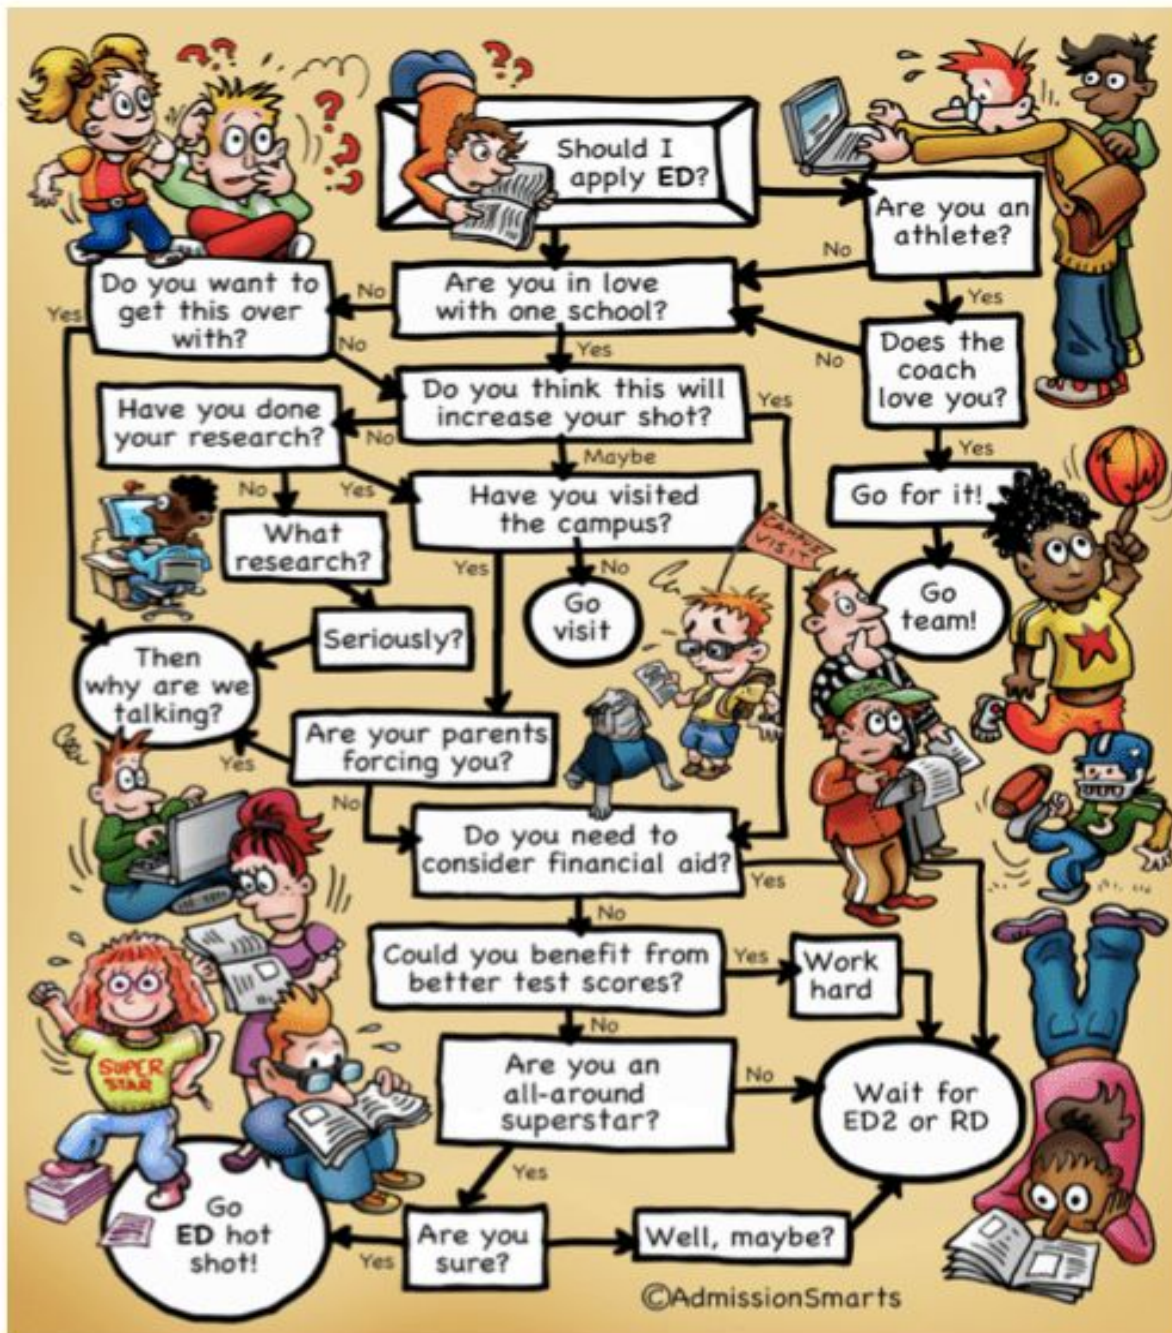 Should I
apply ED?
Are you an
athlete?
No
Yes
Do you want to
get this over
with?
Yes
No
No
Are you in love
with one school?
Yes
Does the
coach
love you?
No
Yes
Have you done
your research?
No
Yes
Do you think this will
increase your shot?
No
Yes
Maybe
Go for it!
What
research?
Have you visited
the campus?
Yes
No
CAMPUS
VISIT
Go
visit
Go
team!
Seriously?
Then
why are we
talking?
Are your parents
forcing you?
Yes
No
Do you need to
consider financial aid?
Yes
No
Could you benefit from
better test scores?
Yes
Work
hard
No
SUPER
STAR
Are you an
all-around
superstar?
No
Wait for
ED2 or RD
Yes
Go
ED hot
shot!
Yes
Are you
sure?
Well, maybe?
©AdmissionSmarts